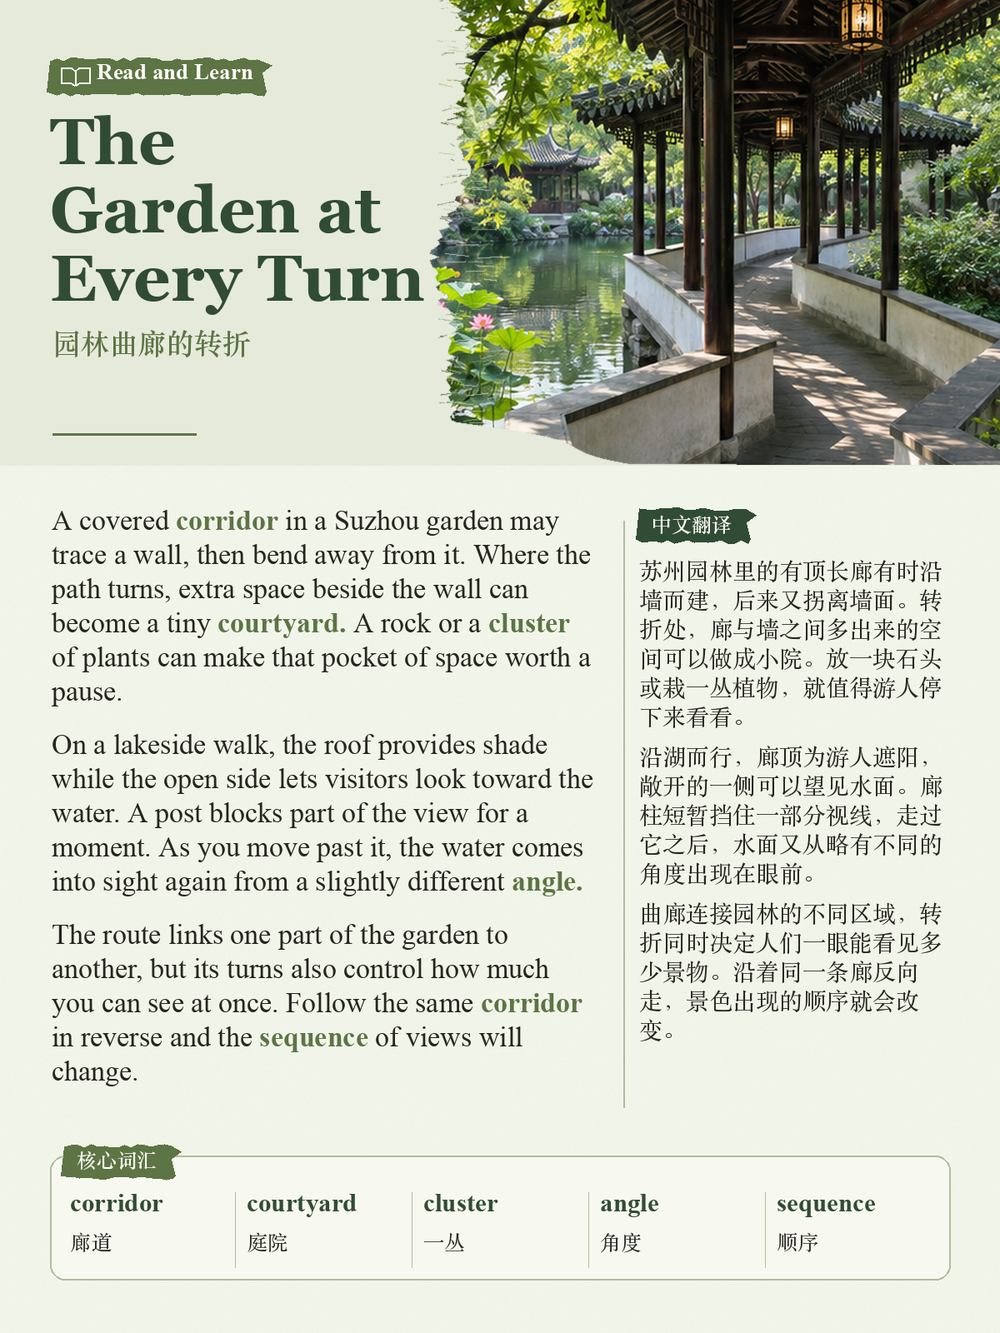 Read and Learn
The
Garden at
Every Turn
园林曲廊的转折
A covered corridor in a Suzhou garden may
trace a wall, then bend away from it. Where the
path turns, extra space beside the wall can
become a tiny courtyard. A rock or a cluster
of plants can make that pocket of space worth a
pause.
On a lakeside walk, the roof provides shade
while the open side lets visitors look toward the
water. A post blocks part of the view for a
moment. As you move past it, the water comes
into sight again from a slightly different angle.
The route links one part of the garden to
another, but its turns also control how much
you can see at once. Follow the same corridor
in reverse and the sequence of views will
change.
中文翻译
苏州园林里的有顶长廊有时沿
墙而建，后来又拐离墙面。转
折处，廊与墙之间多出来的空
间可以做成小院。放一块石头
或栽一丛植物，就值得游人停
下来看看。
沿湖而行，廊顶为游人遮阳，
敞开的一侧可以望见水面。廊
柱短暂挡住一部分视线，走过
它之后，水面又从略有不同的
角度出现在眼前。
曲廊连接园林的不同区域，转
折同时决定人们一眼能看见多
少景物。沿着同一条廊反向
走，景色出现的顺序就会改
变。
核心词汇
corridor
廊道
courtyard
庭院
cluster
一丛
angle
角度
sequence
顺序